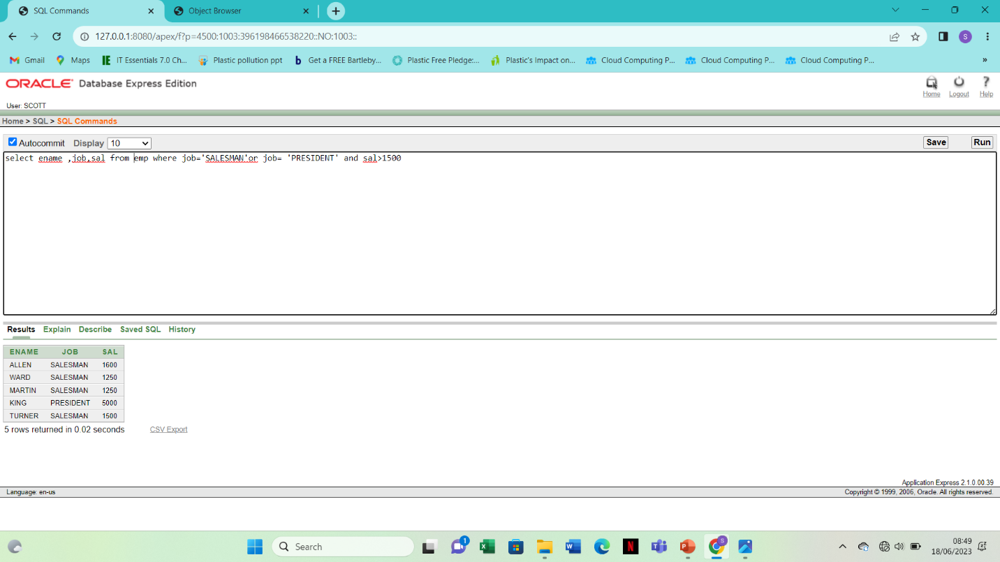 SQL Commands
Object Browser
127.0.0.1:8080/apex/f?p=4500:1003:396198466538220::NO:1003::
S
Gmail
Maps
IT Essentials 7.0 Ch...
Plastic pollution ppt
Get a FREE Bartleby...
Plastic Free Pledge:...
Plastic's Impact on...
Cloud Computing P...
Cloud Computing P...
Cloud Computing P...
»
ORACLE Database Express Edition
Home Logout Help
User: SCOTT
Home > SQL > SQL Commands
Autocommit Display 10 Save Run
select ename ,job,sal from emp where job='SALESMAN'or job= 'PRESIDENT' and sal>1500
Results Explain Describe Saved SQL History
ENAME JOB SAL
ALLEN SALESMAN 1600
WARD SALESMAN 1250
MARTIN SALESMAN 1250
KING PRESIDENT 5000
TURNER SALESMAN 1500
5 rows returned in 0.02 seconds CSV Export
Application Express 2.1.0.00.39
Language: en-us Copyright © 1999, 2006, Oracle. All rights reserved.
Search
1
S
08:49
18/06/2023